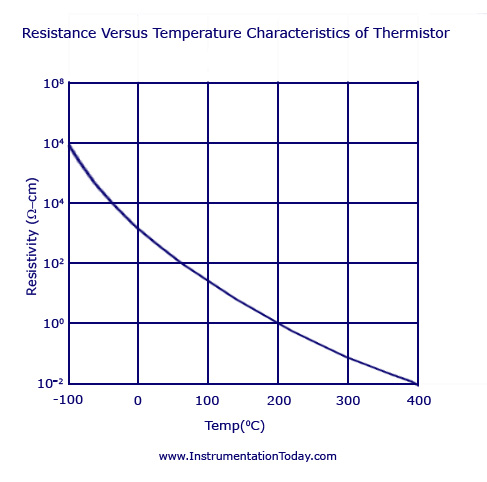 Resistance Versus Temperature Characteristics of Thermistor
10⁸
10⁴
10⁴
10²
10⁰
10⁻²
Resistivity (Ω–cm)
-100 0 100 200 300 400
Temp(⁰C)
www.InstrumentationToday.com